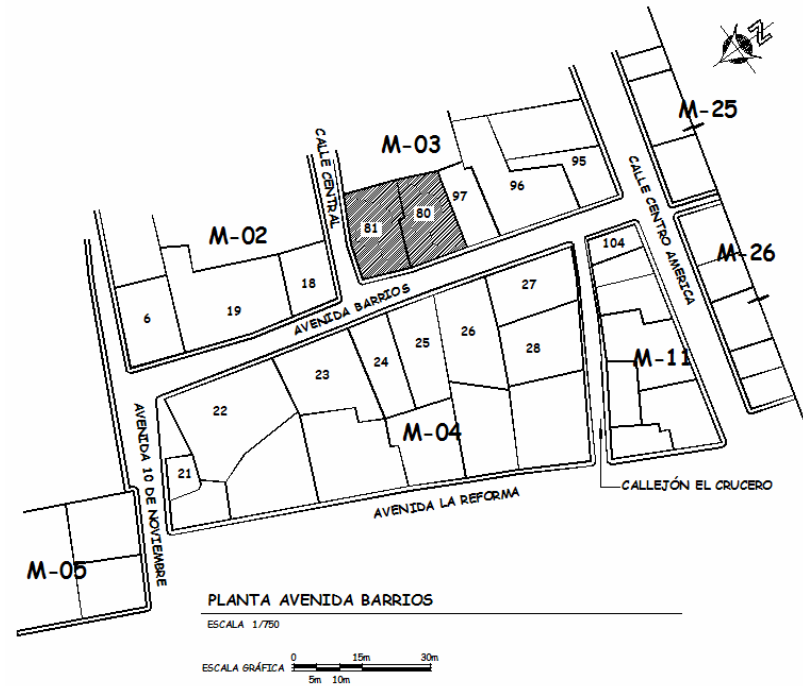 Z
M-25
M-03
CALLE CENTRAL
95
97
96
CALLE CENTRO AMERICA
81
80
M-02
104
M-26
18
6
19
AVENIDA BARRIOS
27
26
25
24
28
23
M-11
22
M-04
AVENIDA 10 DE NOVIEMBRE
21
CALLEJÓN EL CRUCERO
AVENIDA LA REFORMA
M-05
PLANTA AVENIDA BARRIOS
ESCALA 1/750
ESCALA GRÁFICA
0 15m 30m
5m 10m